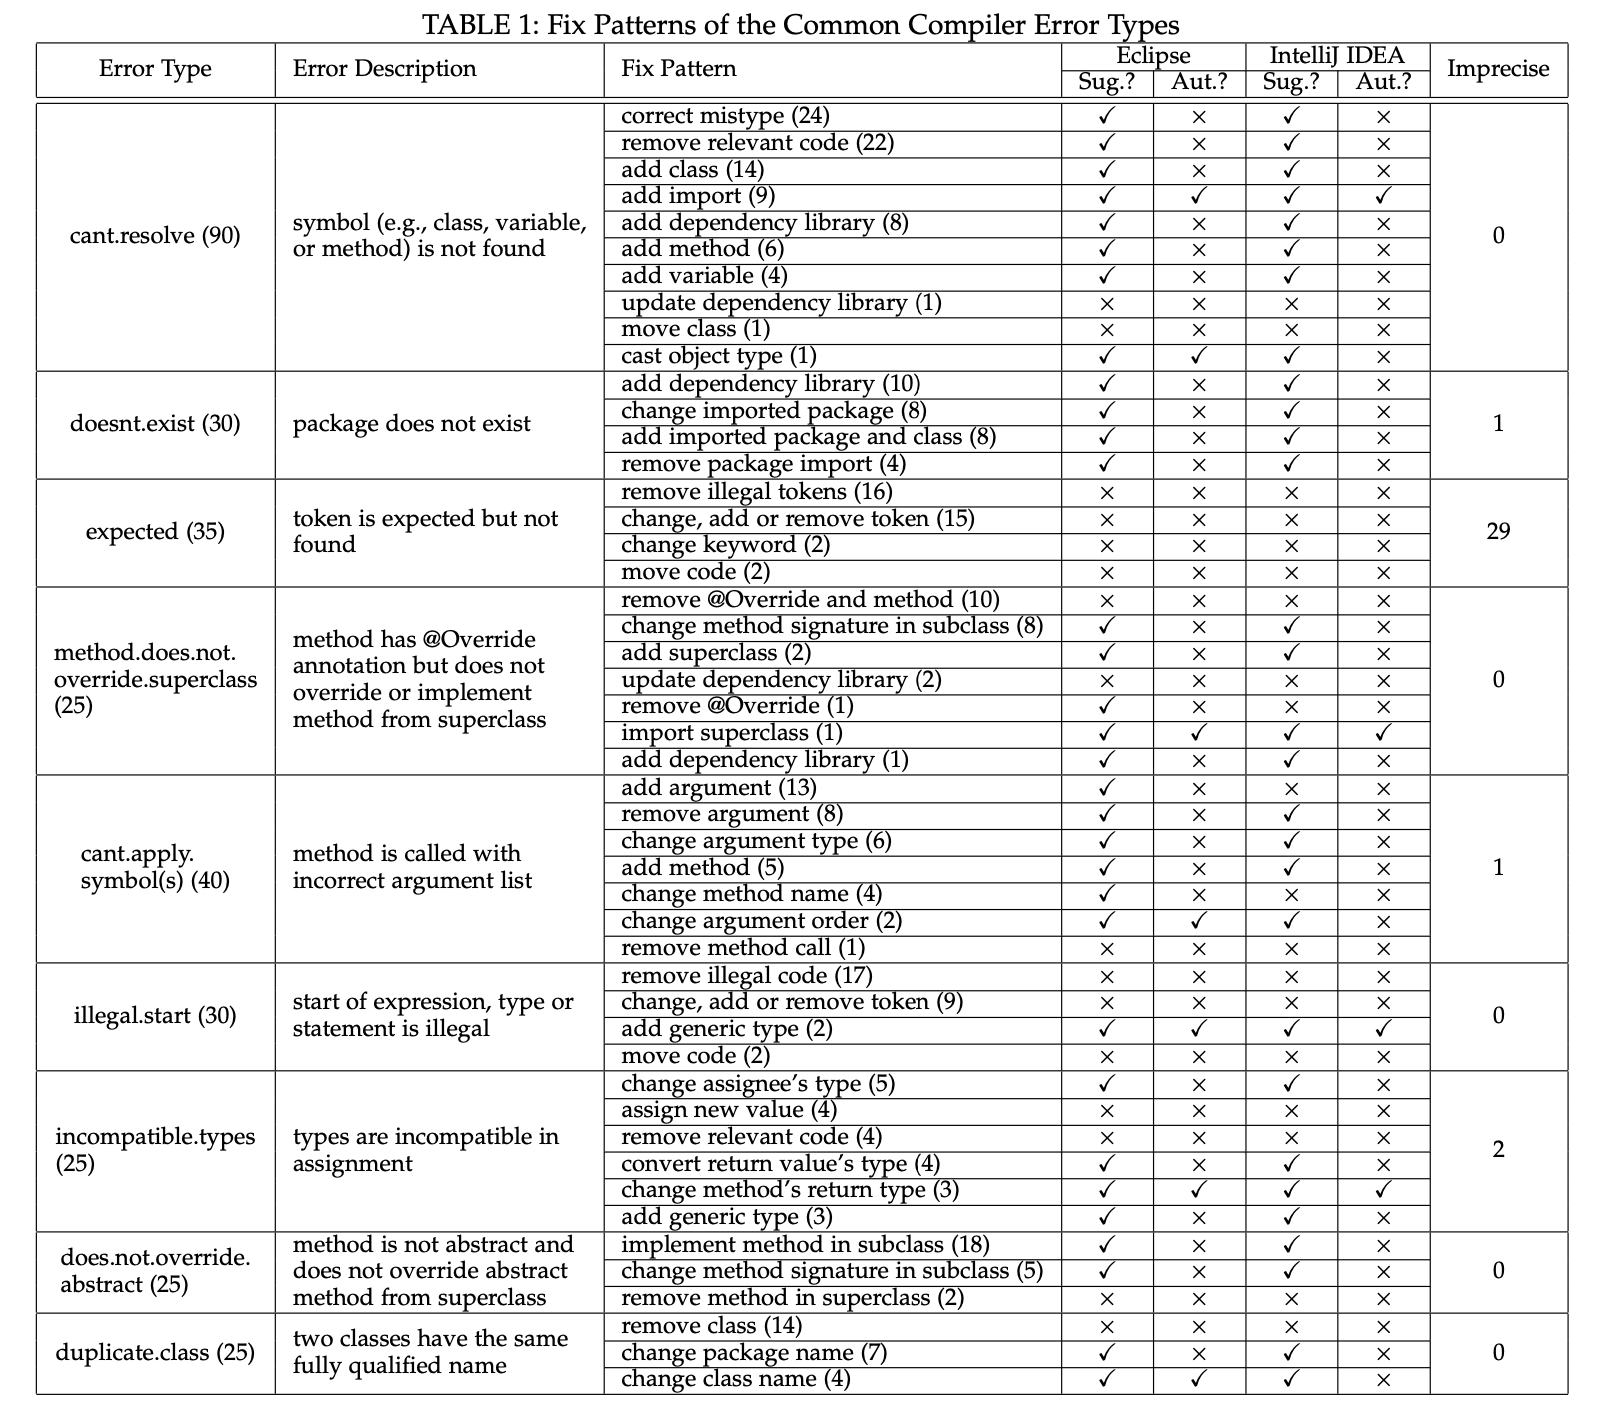 TABLE 1: Fix Patterns of the Common Compiler Error Types
Error Type Error Description Fix Pattern Eclipse IntelliJ IDEA Imprecise
Sug.? Aut.? Sug.? Aut.?
cant.resolve (90) symbol (e.g., class, variable, or method) is not found 0
correct mistype (24) ✓ × ✓ ×
remove relevant code (22) ✓ × ✓ ×
add class (14) ✓ × ✓ ×
add import (9) ✓ ✓ ✓ ✓
add dependency library (8) ✓ × ✓ ×
add method (6) ✓ × ✓ ×
add variable (4) ✓ × ✓ ×
update dependency library (1) × × × ×
move class (1) × × × ×
cast object type (1) ✓ ✓ ✓ ×
doesnt.exist (30) package does not exist 1
add dependency library (10) ✓ × ✓ ×
change imported package (8) ✓ × ✓ ×
add imported package and class (8) ✓ × ✓ ×
remove package import (4) ✓ × ✓ ×
expected (35) token is expected but not found 29
remove illegal tokens (16) × × × ×
change, add or remove token (15) × × × ×
change keyword (2) × × × ×
move code (2) × × × ×
method.does.not. override.superclass (25) method has @Override annotation but does not override or implement method from superclass 0
remove @Override and method (10) × × × ×
change method signature in subclass (8) ✓ × ✓ ×
add superclass (2) ✓ × ✓ ×
update dependency library (2) × × × ×
remove @Override (1) ✓ × × ×
import superclass (1) ✓ ✓ ✓ ✓
add dependency library (1) ✓ × ✓ ×
cant.apply. symbol(s) (40) method is called with incorrect argument list 1
add argument (13) ✓ × × ×
remove argument (8) ✓ × ✓ ×
change argument type (6) ✓ × ✓ ×
add method (5) ✓ × ✓ ×
change method name (4) ✓ × × ×
change argument order (2) ✓ ✓ ✓ ×
remove method call (1) × × × ×
illegal.start (30) start of expression, type or statement is illegal 0
remove illegal code (17) × × × ×
change, add or remove token (9) × × × ×
add generic type (2) ✓ ✓ ✓ ✓
move code (2) × × × ×
incompatible.types (25) types are incompatible in assignment 2
change assignee's type (5) ✓ × ✓ ×
assign new value (4) × × × ×
remove relevant code (4) × × × ×
convert return value's type (4) ✓ × ✓ ×
change method's return type (3) ✓ ✓ ✓ ✓
add generic type (3) ✓ × ✓ ×
does.not.override. abstract (25) method is not abstract and does not override abstract method from superclass 0
implement method in subclass (18) ✓ × ✓ ×
change method signature in subclass (5) ✓ × ✓ ×
remove method in superclass (2) × × × ×
duplicate.class (25) two classes have the same fully qualified name 0
remove class (14) × × × ×
change package name (7) ✓ × ✓ ×
change class name (4) ✓ ✓ ✓ ×